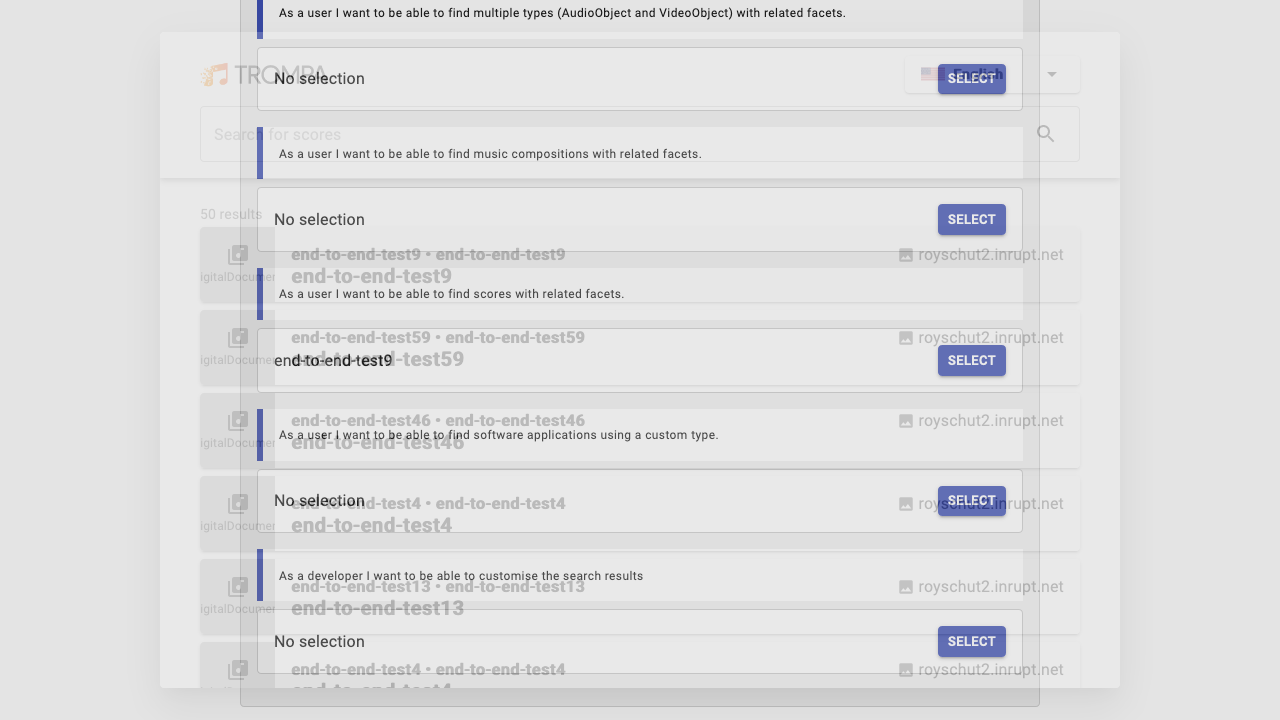 As a user I want to be able to find multiple types (AudioObject and VideoObject) with related facets.
TROMPA
English
No selection
SELECT
Search for scores
As a user I want to be able to find music compositions with related facets.
50 results
No selection
SELECT
end-to-end-test9 • end-to-end-test9
royschut2.inrupt.net
igitalDocumer
end-to-end-test9
As a user I want to be able to find scores with related facets.
end-to-end-test59 • end-to-end-test59
royschut2.inrupt.net
igitalDocumer
end-to-end-test59
end-to-end-test9
SELECT
end-to-end-test46 • end-to-end-test46
royschut2.inrupt.net
igitalDocumer
end-to-end-test46
As a user I want to be able to find software applications using a custom type.
No selection
SELECT
end-to-end-test4 • end-to-end-test4
royschut2.inrupt.net
igitalDocumer
end-to-end-test4
As a developer I want to be able to customise the search results
end-to-end-test13 • end-to-end-test13
royschut2.inrupt.net
igitalDocumer
end-to-end-test13
No selection
SELECT
end-to-end-test4 • end-to-end-test4
royschut2.inrupt.net
end-to-end-test4